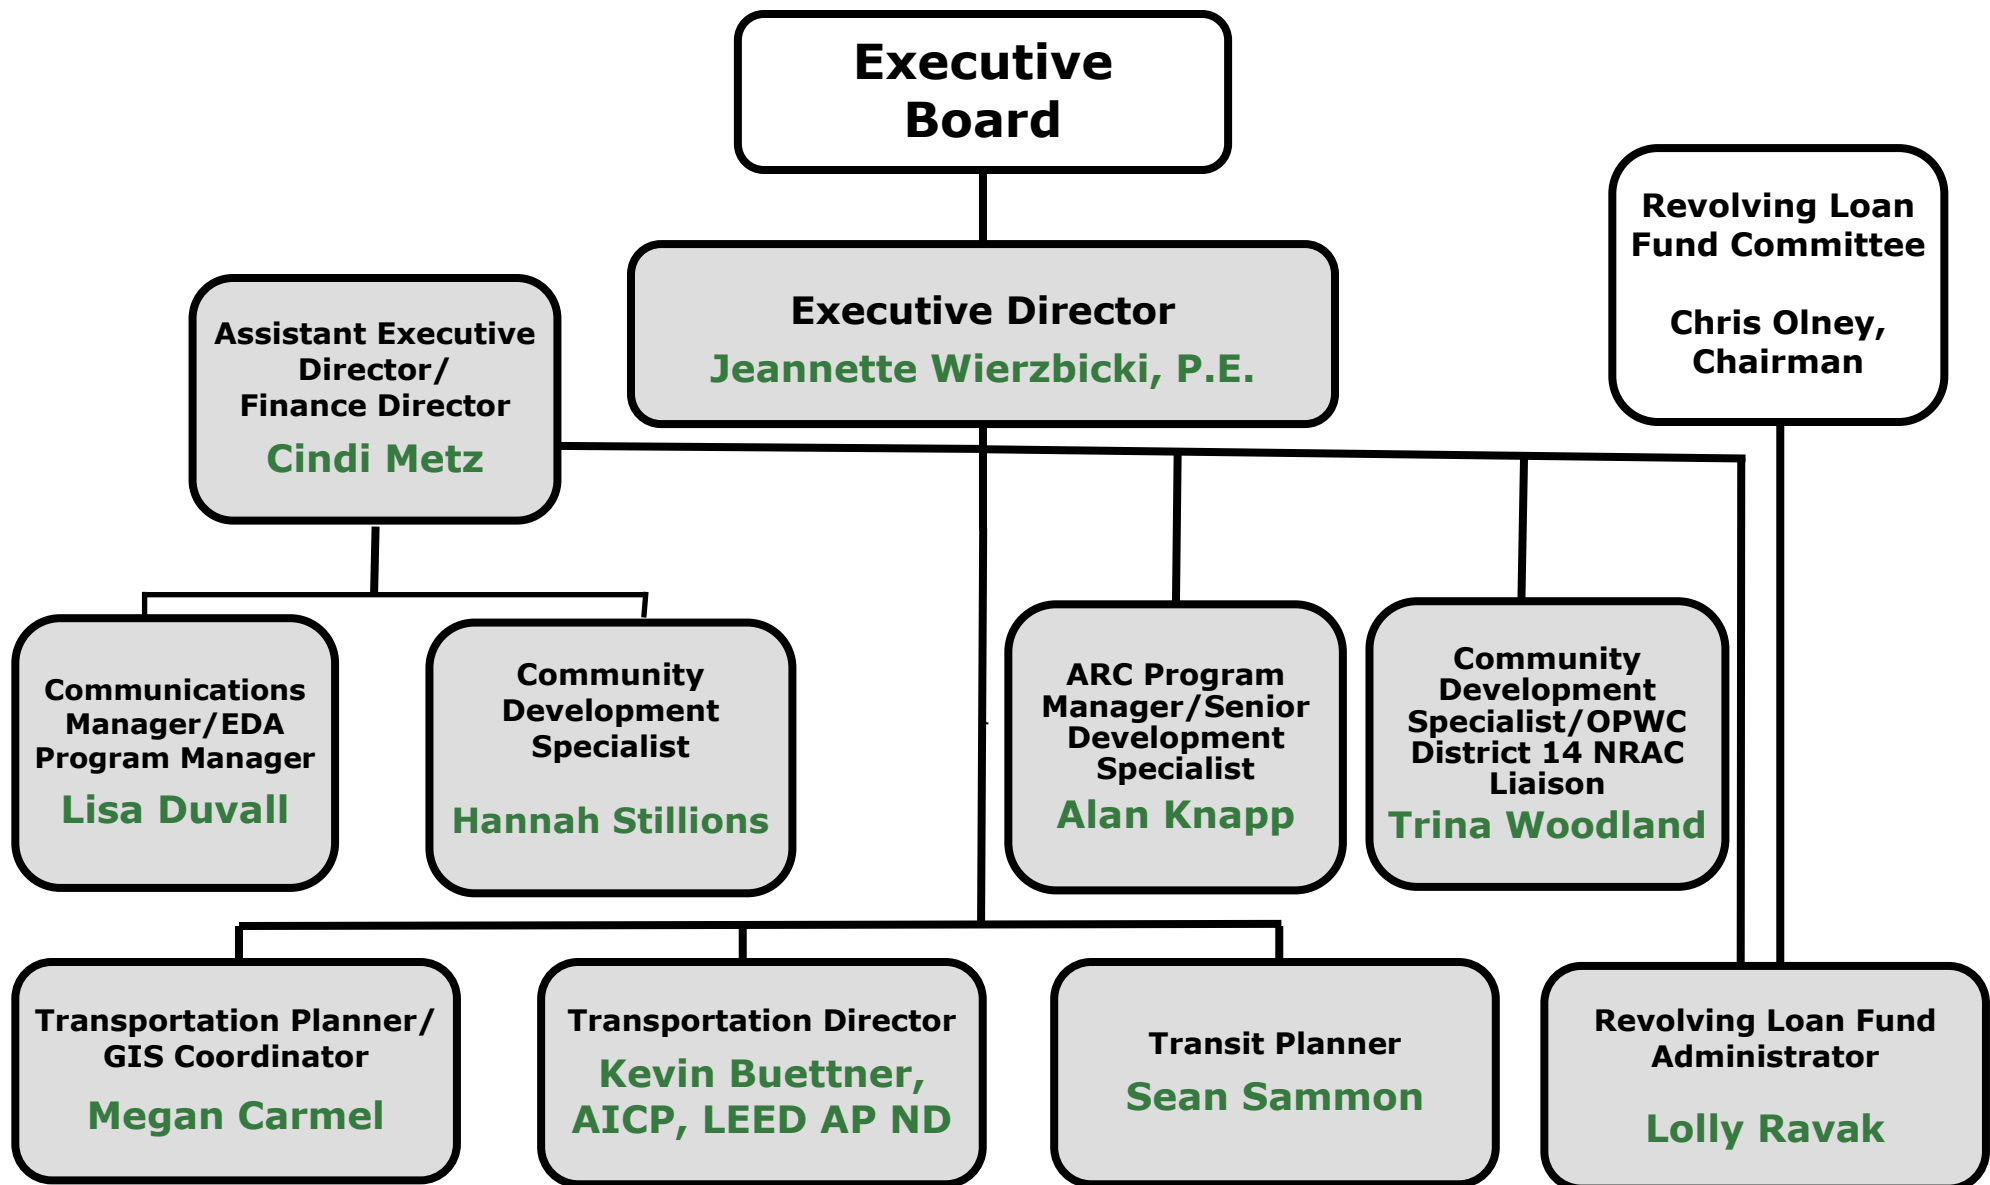 Executive
Board
Revolving Loan
Fund Committee
Chris Olney,
Chairman
Executive Director
Jeannette Wierzbicki, P.E.
Assistant Executive
Director/
Finance Director
Cindi Metz
Communications
Manager/EDA
Program Manager
Lisa Duvall
Community
Development
Specialist
Hannah Stillions
ARC Program
Manager/Senior
Development
Specialist
Alan Knapp
Community
Development
Specialist/OPWC
District 14 NRAC
Liaison
Trina Woodland
Transportation Planner/
GIS Coordinator
Megan Carmel
Transportation Director
Kevin Buettner,
AICP, LEED AP ND
Transit Planner
Sean Sammon
Revolving Loan Fund
Administrator
Lolly Ravak